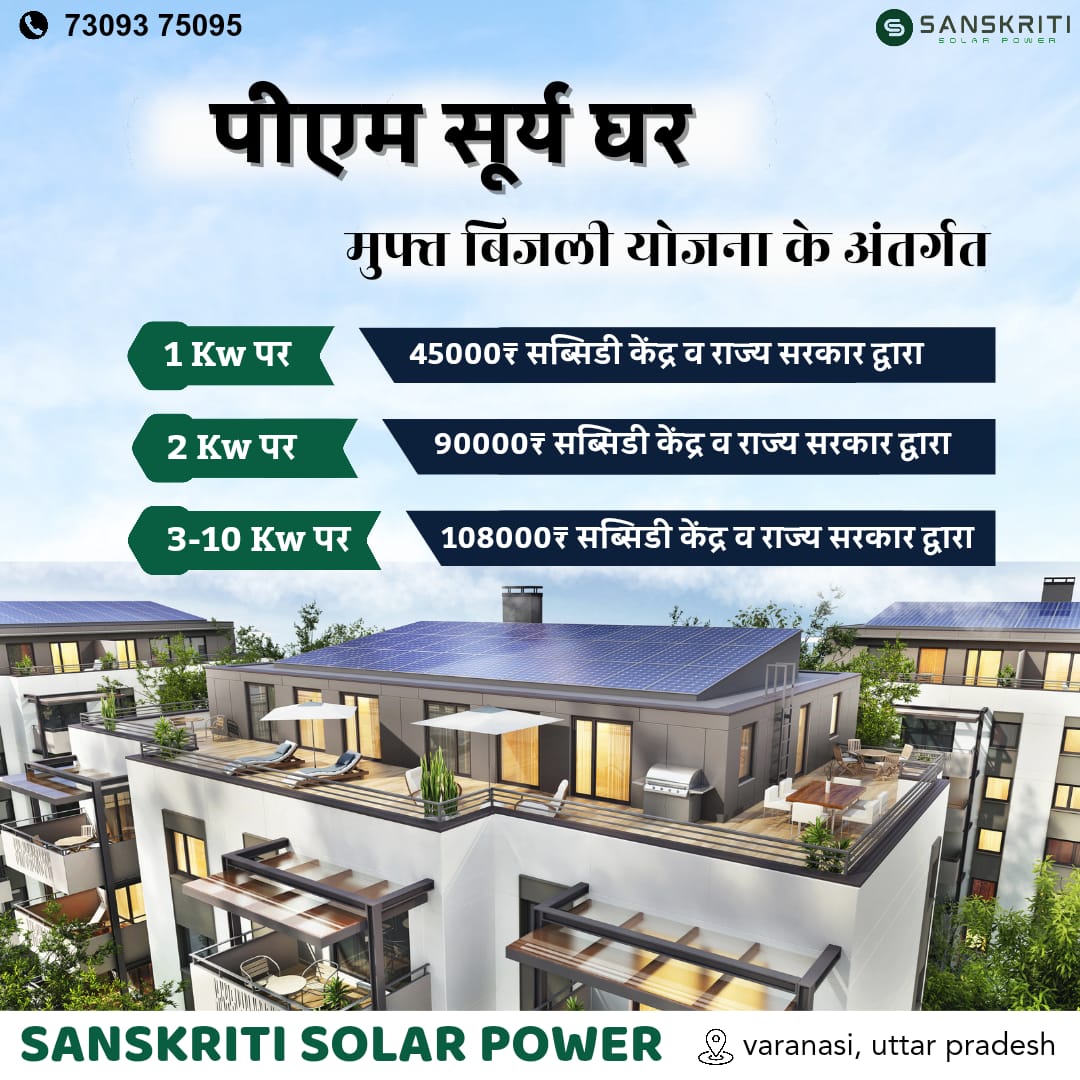 73093 75095
SANSKRITI
SOLAR POWER
पीएम सूर्य घर
मुफ्त बिजली योजना के अंतर्गत
1 Kw पर
45000₹ सब्सिडी केंद्र व राज्य सरकार द्वारा
2 Kw पर
90000₹ सब्सिडी केंद्र व राज्य सरकार द्वारा
3-10 Kw पर
108000₹ सब्सिडी केंद्र व राज्य सरकार द्वारा
SANSKRITI SOLAR POWER
varanasi, uttar pradesh